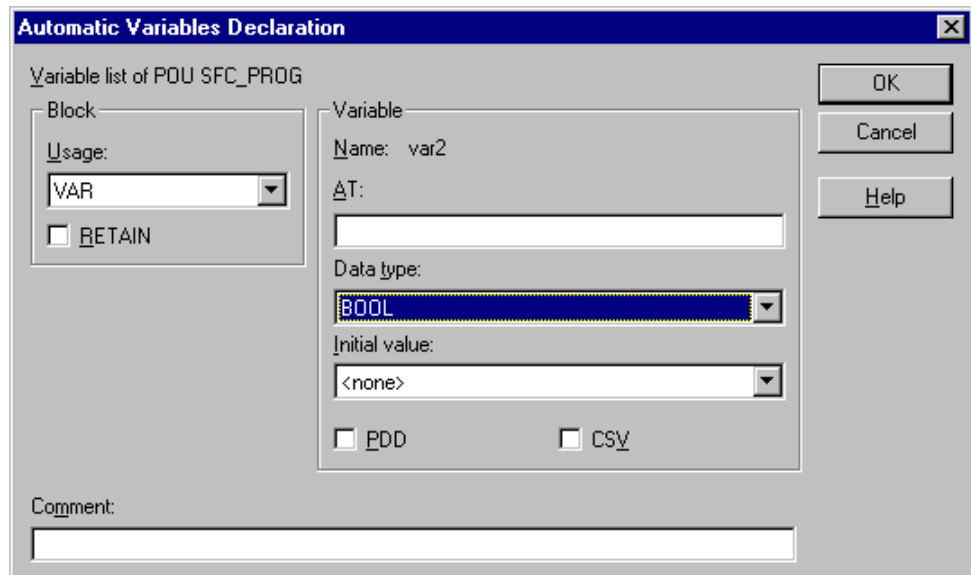 Automatic Variables Declaration
Variable list of POU SFC_PROG
Block
Usage:
VAR
RETAIN
Variable
Name: var2
AT:
Data type:
BOOL
Initial value:
<none>
PDD
CSV
OK
Cancel
Help
Comment: